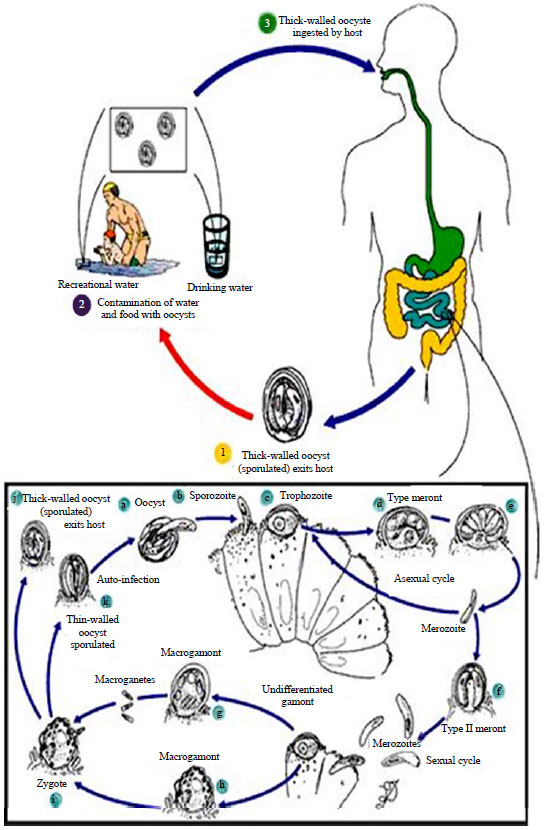 3 Thick-walled oocyste
ingested by host
Recreational water
Drinking water
2 Contamination of water
and food with oocysts
1 Thick-walled oocyst
(sporulated) exits host
j Thick-walled oocyst
(sporulated)
exits host
a Oocyst
b Sporozoite
c Trophozoite
d Type meront
e
Auto-infection
k
Thin-walled
oocyst
sporulated
Asexual cycle
Merozoite
f
Type II meront
Macrogamont
Macroganetes
g
Undifferentiated
gamont
Merozoites
Sexual cycle
Macrogamont
h
Zygote
i